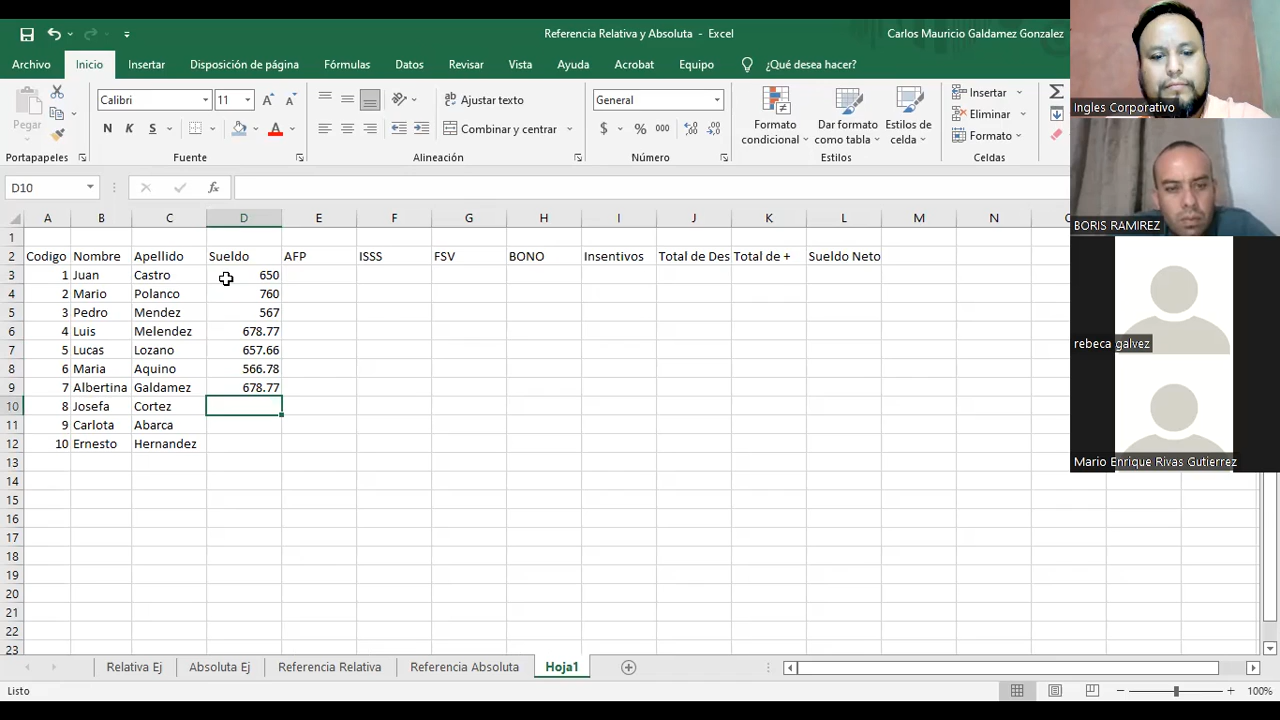 Referencia Relativa y Absoluta - Excel
Carlos Mauricio Galdamez Gonzalez
Archivo Inicio Insertar Disposición de página Fórmulas Datos Revisar Vista Ayuda Acrobat Equipo ¿Qué desea hacer?
Pegar
Calibri 11
N K S
Ajustar texto
Combinar y centrar
General
$ % 000
Formato condicional
Dar formato como tabla
Estilos de celda
Insertar
Eliminar
Formato
Portapapeles Fuente Alineación Número Estilos Celdas
D10 fx
A B C D E F G H I J K L M N
1
2 Codigo Nombre Apellido Sueldo AFP ISSS FSV BONO Insentivos Total de Des Total de + Sueldo Neto
3 1 Juan Castro 650
4 2 Mario Polanco 760
5 3 Pedro Mendez 567
6 4 Luis Melendez 678.77
7 5 Lucas Lozano 657.66
8 6 Maria Aquino 566.78
9 7 Albertina Galdamez 678.77
10 8 Josefa Cortez
11 9 Carlota Abarca
12 10 Ernesto Hernandez
13
14
15
16
17
18
19
20
21
22
23
Relativa Ej Absoluta Ej Referencia Relativa Referencia Absoluta Hoja1
Listo
100%
Ingles Corporativo
BORIS RAMIREZ
rebeca galvez
Mario Enrique Rivas Gutierrez